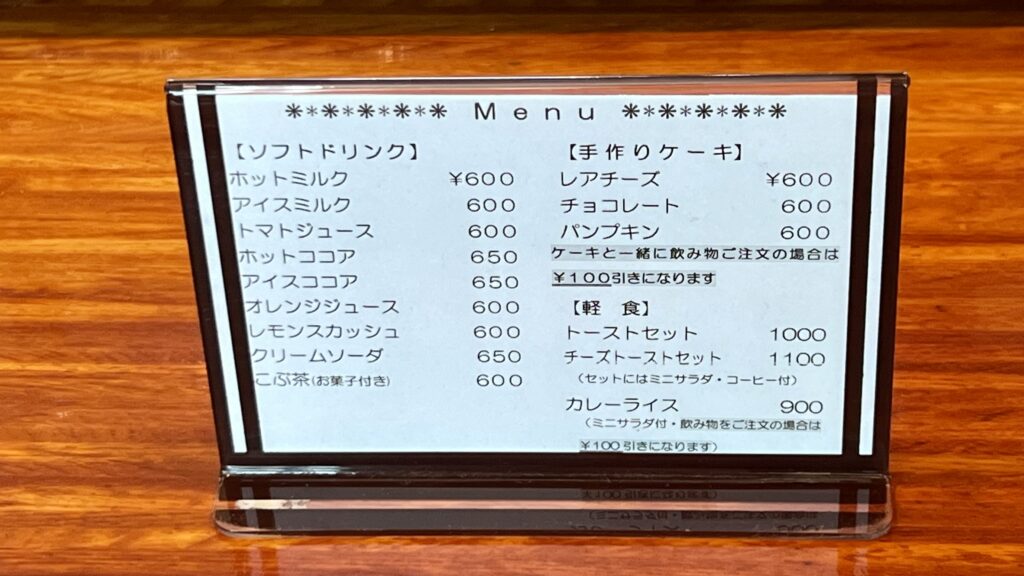 ✳*✳*✳*✳*✳ Menu ✳*✳*✳*✳*✳
【ソフトドリンク】
ホットミルク ¥600
アイスミルク 600
トマトジュース 600
ホットココア 650
アイスココア 650
オレンジジュース 600
レモンスカッシュ 600
クリームソーダ 650
こぶ茶(お菓子付き) 600
【手作りケーキ】
レアチーズ ¥600
チョコレート 600
パンプキン 600
ケーキと一緒に飲み物ご注文の場合は
¥100引きになります
【軽 食】
トーストセット 1000
チーズトーストセット 1100
(セットにはミニサラダ・コーヒー付)
カレーライス 900
(ミニサラダ付・飲み物をご注文の場合は
¥100引きになります)